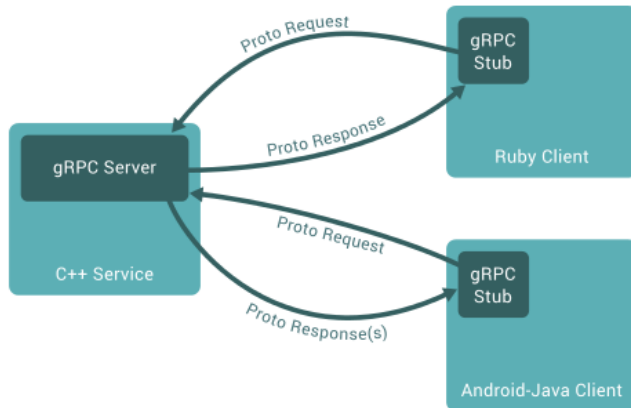 Proto Request
gRPC
Stub
Ruby Client
Proto Response
gRPC Server
C++ Service
Proto Request
gRPC
Stub
Proto Response(s)
Android-Java Client